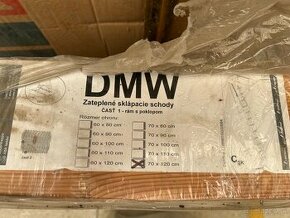 DMW
Zateplené sklápacie schody
ČASŤ 1 - rám s poklopom
Rozmer otvoru:
60 x 80 cm 70 x 80 cm
60 x 90 cm 70 x 90 cm
60 x 100 cm 70 x 100 cm
60 x 110 cm 70 x 110 cm
60 x 120 cm 70 x 120 cm